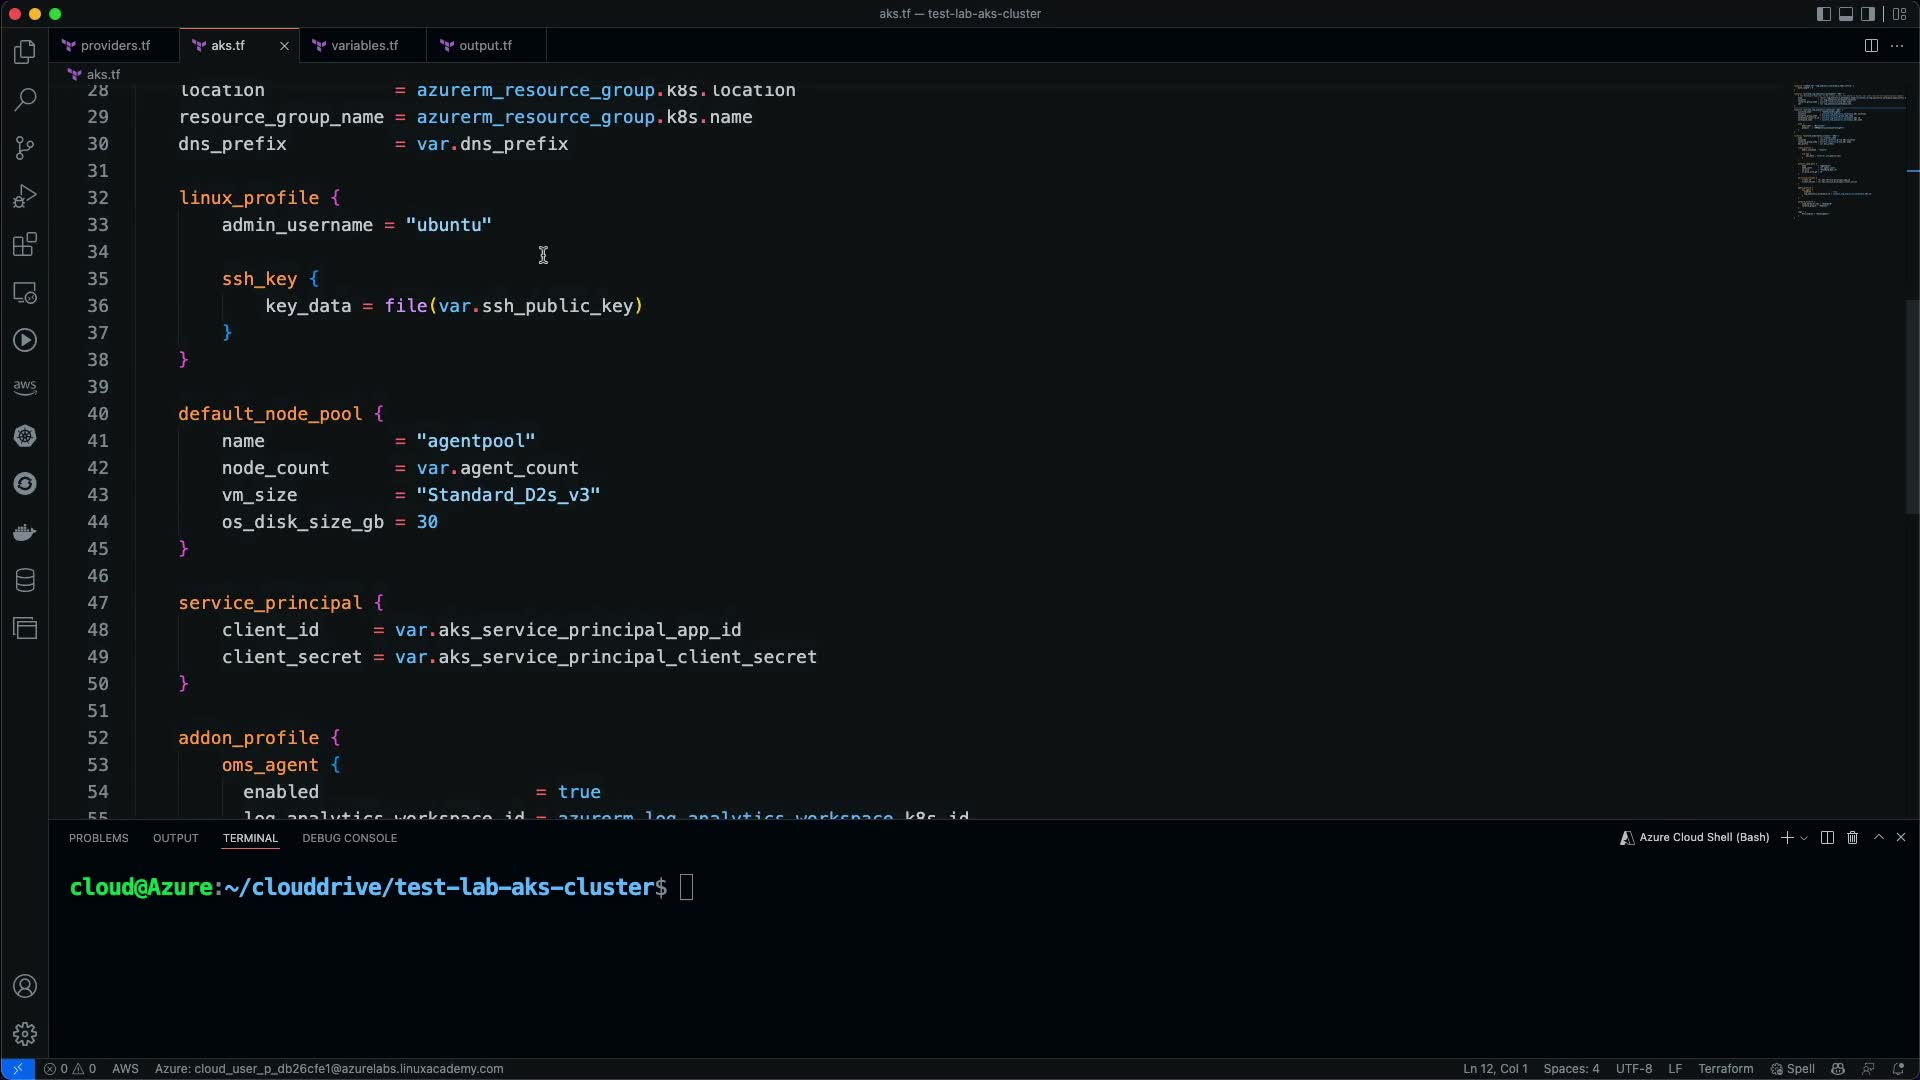 aks.tf — test-lab-aks-cluster
providers.tf
aks.tf
variables.tf
output.tf
aks.tf
28 location = azurerm_resource_group.k8s.location
29 resource_group_name = azurerm_resource_group.k8s.name
30 dns_prefix = var.dns_prefix
31
32 linux_profile {
33 admin_username = "ubuntu"
34
35 ssh_key {
36 key_data = file(var.ssh_public_key)
37 }
38 }
39
40 default_node_pool {
41 name = "agentpool"
42 node_count = var.agent_count
43 vm_size = "Standard_D2s_v3"
44 os_disk_size_gb = 30
45 }
46
47 service_principal {
48 client_id = var.aks_service_principal_app_id
49 client_secret = var.aks_service_principal_client_secret
50 }
51
52 addon_profile {
53 oms_agent {
54 enabled = true
55 log_analytics_workspace_id = azurerm_log_analytics_workspace.k8s.id
aws
PROBLEMS OUTPUT TERMINAL DEBUG CONSOLE
Azure Cloud Shell (Bash)
cloud@Azure:~/clouddrive/test-lab-aks-cluster$
0 0 AWS Azure: cloud_user_p_db26cfe1@azurelabs.linuxacademy.com
Ln 12, Col 1 Spaces: 4 UTF-8 LF Terraform Spell